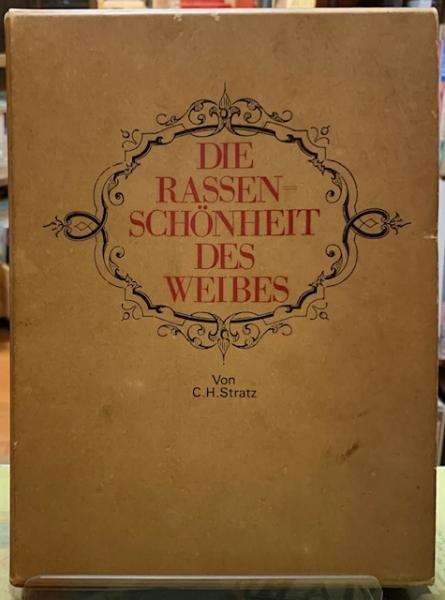 DIE
RASSEN=
SCHÖNHEIT
DES
WEIBES
Von
C.H.Stratz